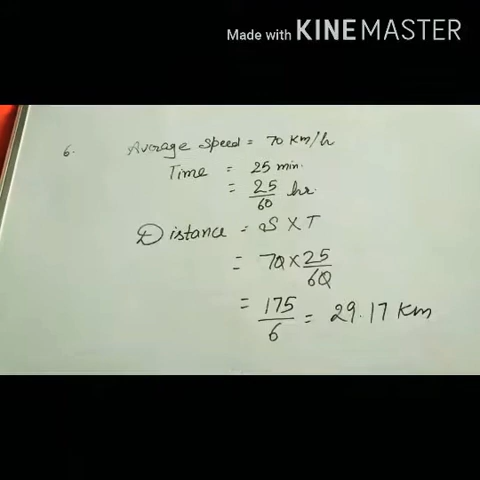 Made with KINEMASTER
6. Average Speed = 70 Km/h
Time = 25 min.
= 25/60 hr.
Distance = S X T
= 70 X 25/60
= 175/6 = 29.17 Km